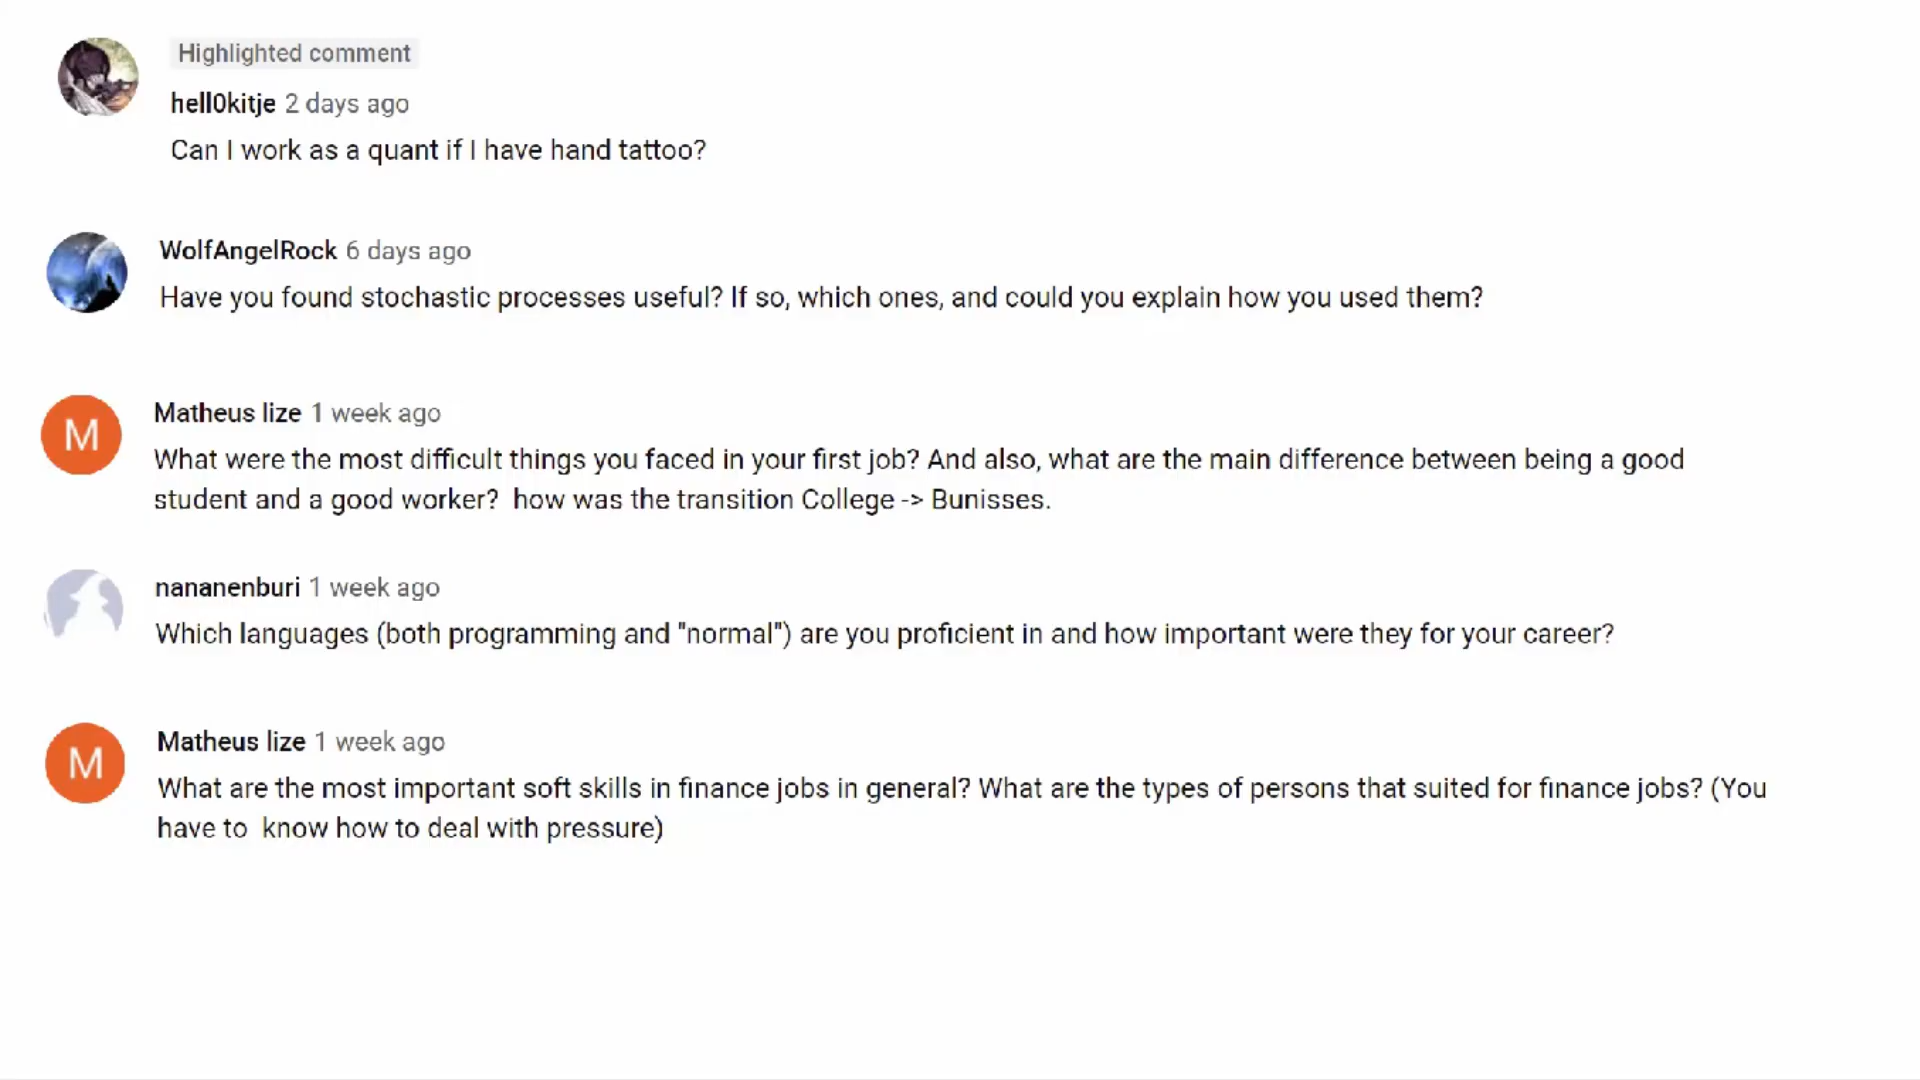 Highlighted comment
hell0kitje 2 days ago
Can I work as a quant if I have hand tattoo?
WolfAngelRock 6 days ago
Have you found stochastic processes useful? If so, which ones, and could you explain how you used them?
M
Matheus lize 1 week ago
What were the most difficult things you faced in your first job? And also, what are the main difference between being a good
student and a good worker?  how was the transition College -> Bunisses.
nananenburi 1 week ago
Which languages (both programming and "normal") are you proficient in and how important were they for your career?
M
Matheus lize 1 week ago
What are the most important soft skills in finance jobs in general? What are the types of persons that suited for finance jobs? (You
have to  know how to deal with pressure)